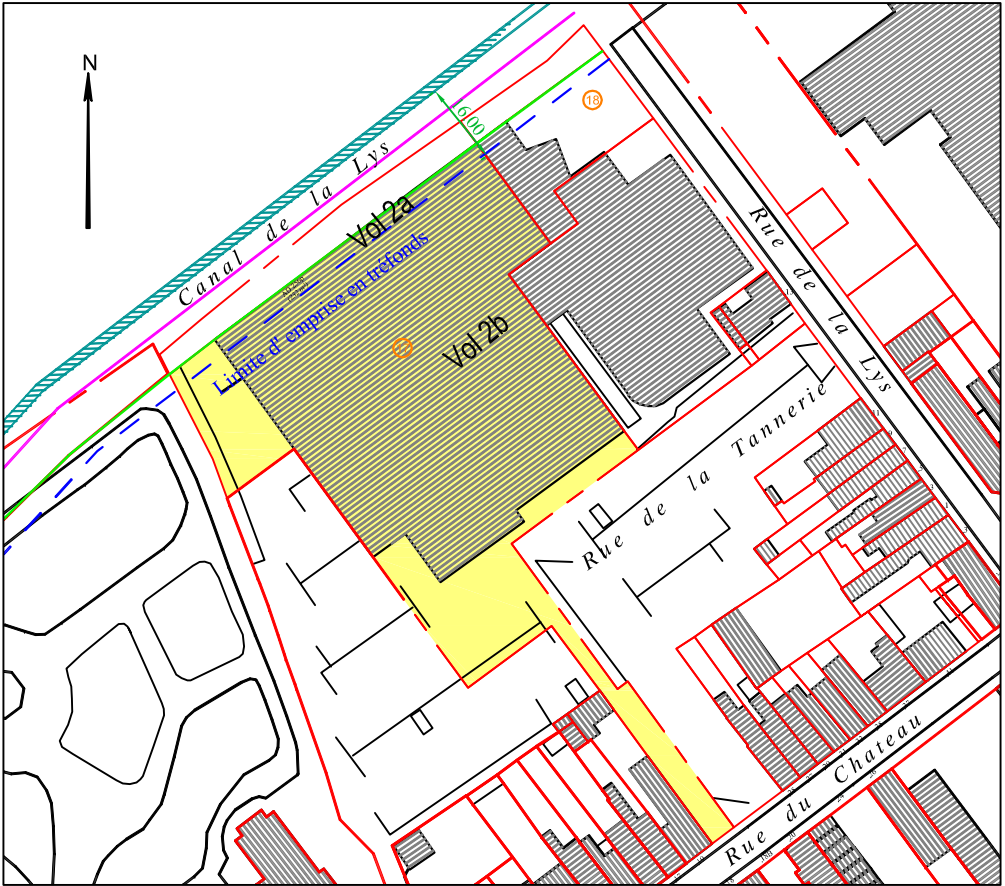 N
18
6.00
Canal de la Lys
Vol 2a
Limite d' emprise en tréfonds
Vol 2b
Rue de la Lys
Rue de la Tannerie
Rue du Chateau